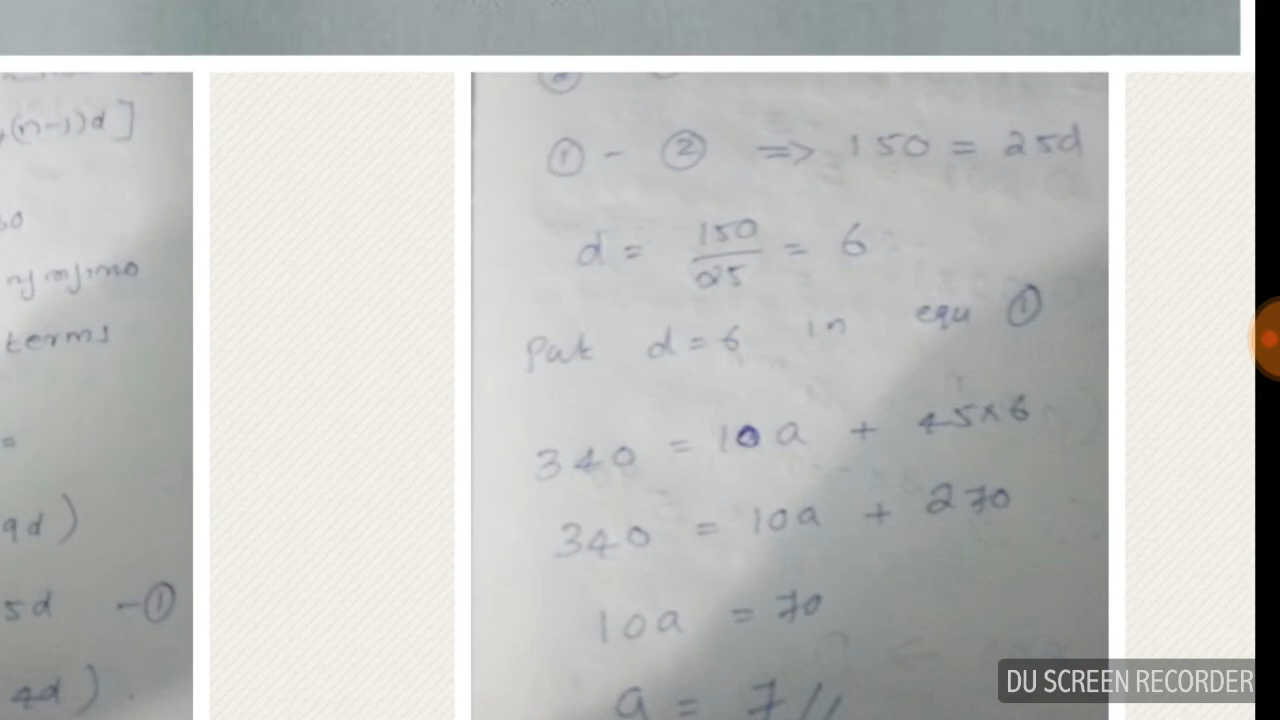 (n-1)d]
terms
9d)
5d -①
4d).
① - ② => 150 = 25d
d = 150/25 = 6
Put d=6 in equ ①
340 = 10a + 45×6
340 = 10a + 270
10a = 70
a = 7//
DU SCREEN RECORDER